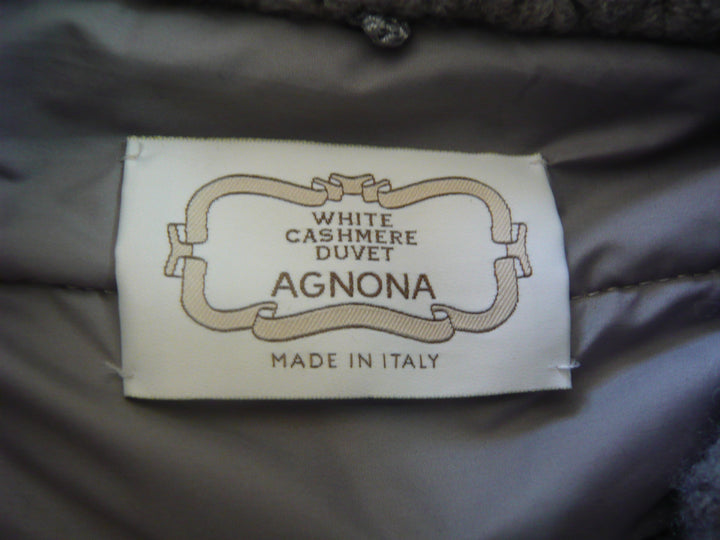 WHITE
CASHMERE
DUVET
AGNONA
MADE IN ITALY